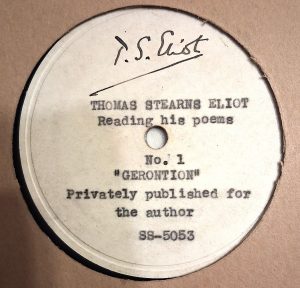 T. S. Eliot
THOMAS STEARNS ELIOT
Reading his poems
No. 1
"GERONTION"
Privately published for
the author
SS-5053